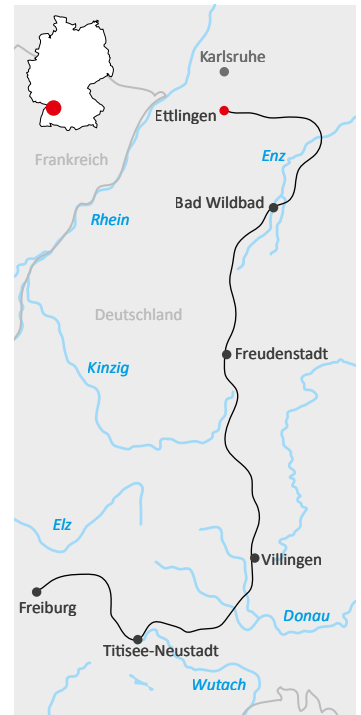 Karlsruhe
Ettlingen
Frankreich
Enz
Bad Wildbad
Rhein
Deutschland
Freudenstadt
Kinzig
Elz
Villingen
Freiburg
Donau
Titisee-Neustadt
Wutach